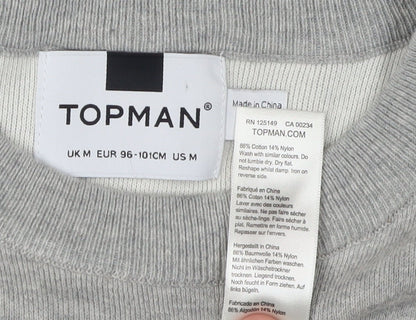 TOPMAN®
UK M EUR 96-101CM US M
Made in China
RN 125149 CA 00234
TOPMAN.COM
86% Cotton 14% Nylon
Wash with similar colours. Do
not tumble dry. Dry flat.
Reshape whilst damp. Iron on
reverse side.
Fabriqué en China
86% Coton 14% Nylon
Laver avec des couleurs
similaires. Ne pas faire sécher
au sèche-linge. Faire sécher à
plat. Remettre en forme humide.
Repasser sur l'envers.
Hergestellt in China
86% Baumwolle 14% Nylon
Mit ähnlichen Farben waschen.
Nicht im Wäschetrockner
trocknen. Liegend trocknen.
Noch feucht in Form ziehen. Auf
links bügeln.
Fabricado en China
86% Algodón 14% Nylon